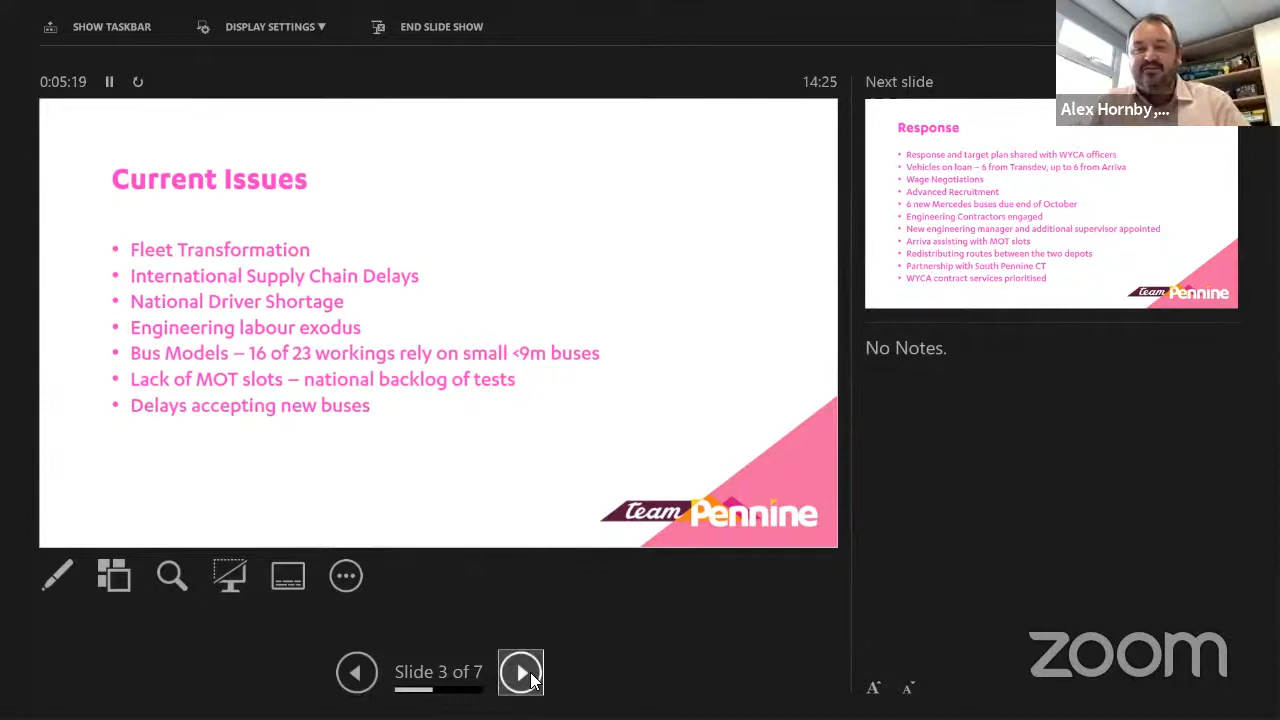 SHOW TASKBAR
DISPLAY SETTINGS ▼
END SLIDE SHOW
0:05:19
14:25
Next slide
Alex Hornby,...
Current Issues
• Fleet Transformation
• International Supply Chain Delays
• National Driver Shortage
• Engineering labour exodus
• Bus Models – 16 of 23 workings rely on small <9m buses
• Lack of MOT slots – national backlog of tests
• Delays accepting new buses
team Pennine
Response
• Response and target plan shared with WYCA officers
• Vehicles on loan – 6 from Transdev, up to 6 from Arriva
• Wage Negotiations
• Advanced Recruitment
• 6 new Mercedes buses due end of October
• Engineering Contractors engaged
• New engineering manager and additional supervisor appointed
• Arriva assisting with MOT slots
• Redistributing routes between the two depots
• Partnership with South Pennine CT
• WYCA contract services prioritised
team Pennine
No Notes.
Slide 3 of 7
A A
zoom